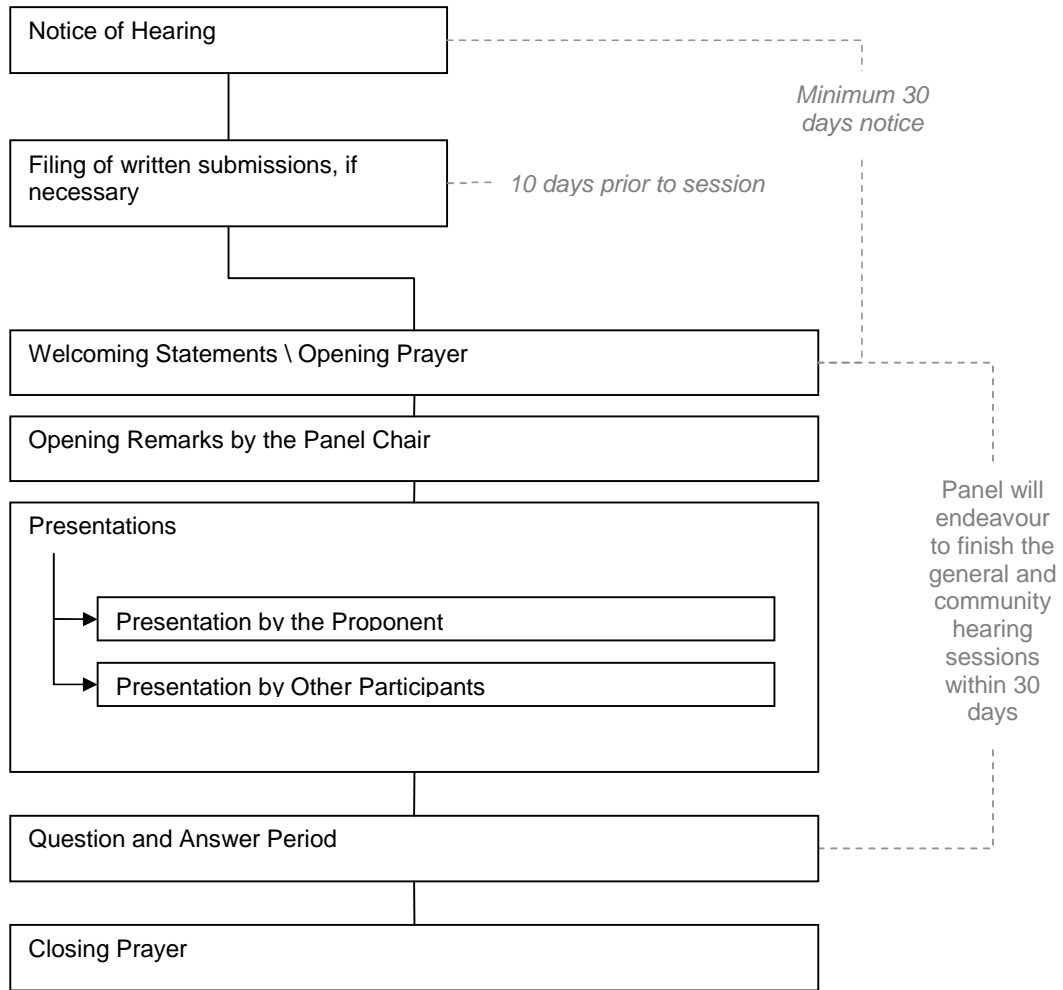 Notice of Hearing
Minimum 30
days notice
Filing of written submissions, if
necessary
10 days prior to session
Welcoming Statements \ Opening Prayer
Opening Remarks by the Panel Chair
Presentations
Presentation by the Proponent
Presentation by Other Participants
Panel will
endeavour
to finish the
general and
community
hearing
sessions
within 30
days
Question and Answer Period
Closing Prayer